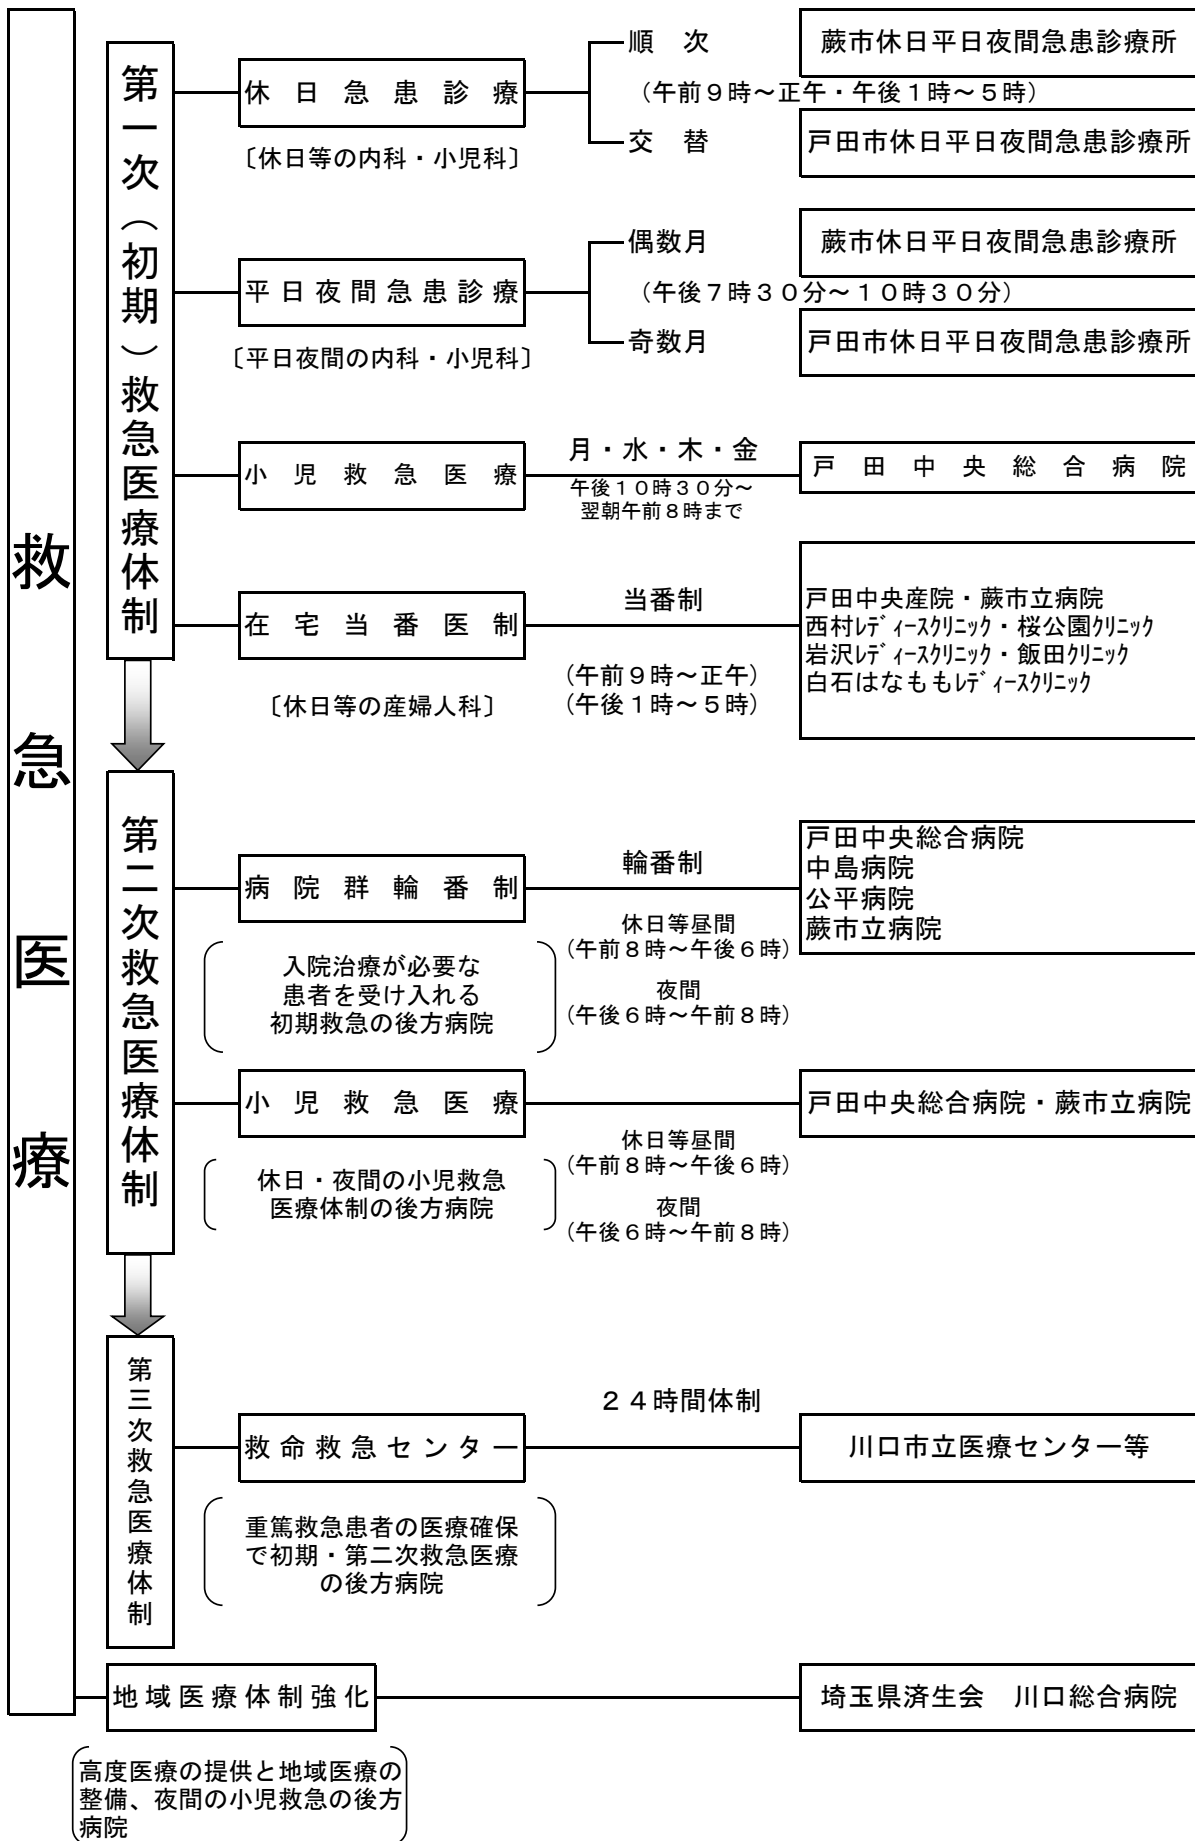 救急医療
第一次（初期）救急医療体制
休日急患診療
〔休日等の内科・小児科〕
順　次
蕨市休日平日夜間急患診療所
（午前９時～正午・午後１時～５時）
交　替
戸田市休日平日夜間急患診療所
平日夜間急患診療
〔平日夜間の内科・小児科〕
偶数月
蕨市休日平日夜間急患診療所
（午後７時３０分～１０時３０分）
奇数月
戸田市休日平日夜間急患診療所
小児救急医療
月・水・木・金
午後１０時３０分～
翌朝午前８時まで
戸田中央総合病院
在宅当番医制
〔休日等の産婦人科〕
当番制
（午前９時～正午）
（午後１時～５時）
戸田中央産院・蕨市立病院
西村ﾚﾃﾞｨｰｽｸﾘﾆｯｸ・桜公園ｸﾘﾆｯｸ
岩沢ﾚﾃﾞｨｰｽｸﾘﾆｯｸ・飯田ｸﾘﾆｯｸ
白石はなももﾚﾃﾞｨｰｽｸﾘﾆｯｸ
第二次救急医療体制
病院群輪番制
入院治療が必要な
患者を受け入れる
初期救急の後方病院
輪番制
休日等昼間
（午前８時～午後６時）
夜間
（午後６時～午前８時）
戸田中央総合病院
中島病院
公平病院
蕨市立病院
小児救急医療
休日・夜間の小児救急
医療体制の後方病院
休日等昼間
（午前８時～午後６時）
夜間
（午後６時～午前８時）
戸田中央総合病院・蕨市立病院
第三次救急医療体制
救命救急センター
重篤救急患者の医療確保
で初期・第二次救急医療
の後方病院
２４時間体制
川口市立医療センター等
地域医療体制強化
高度医療の提供と地域医療の
整備、夜間の小児救急の後方
病院
埼玉県済生会　川口総合病院